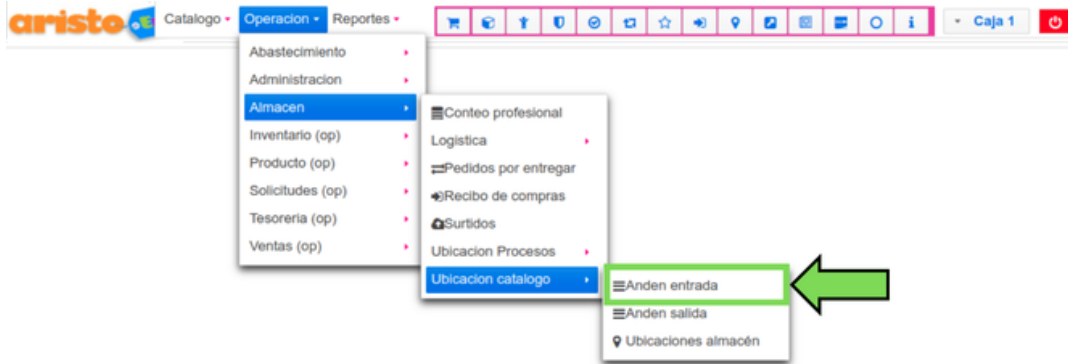 aristo.e
Catalogo Operacion Reportes Caja 1
Abastecimiento
Administracion
Almacen
Inventario (op)
Producto (op)
Solicitudes (op)
Tesoreria (op)
Ventas (op)
Conteo profesional
Logistica
Pedidos por entregar
Recibo de compras
Surtidos
Ubicacion Procesos
Ubicacion catalogo
Anden entrada
Anden salida
Ubicaciones almacén